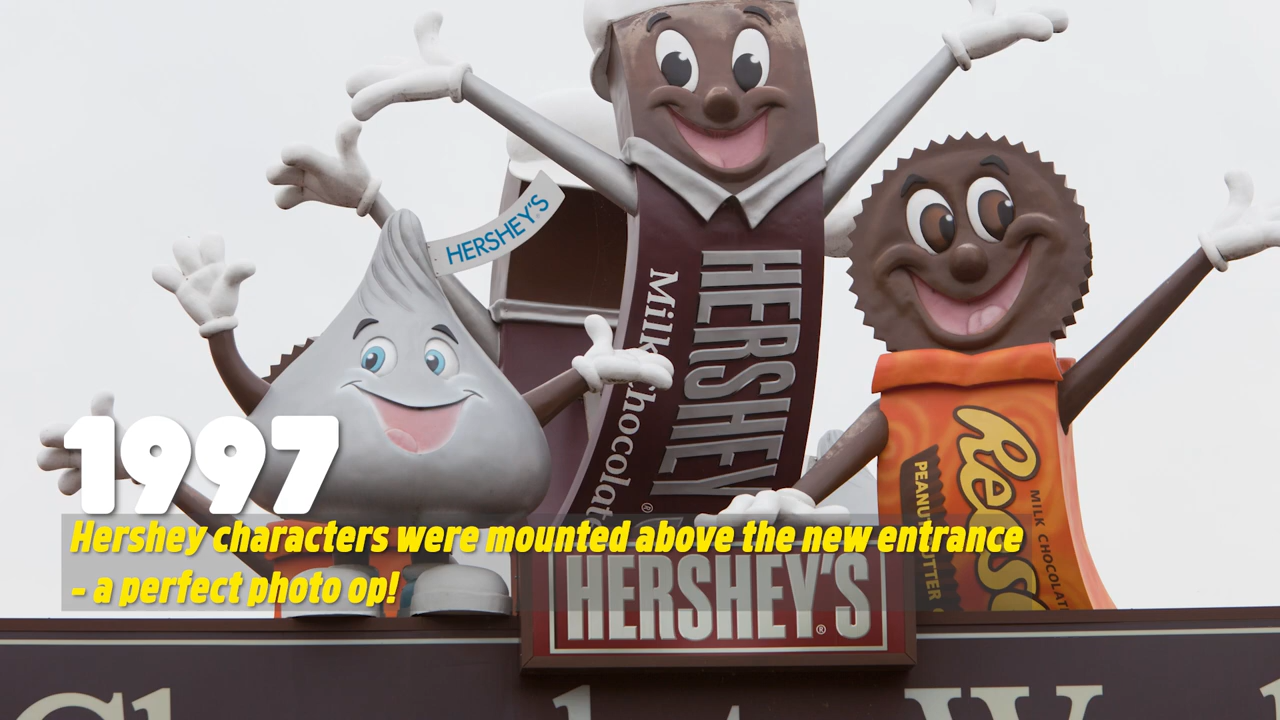 HERSHEY'S
HERSHEY
Milk Chocolate
Reese
PEANUT
BUTTER
MILK CHOCOLATE
1997
Hershey characters were mounted above the new entrance
- a perfect photo op!
HERSHEY'S®